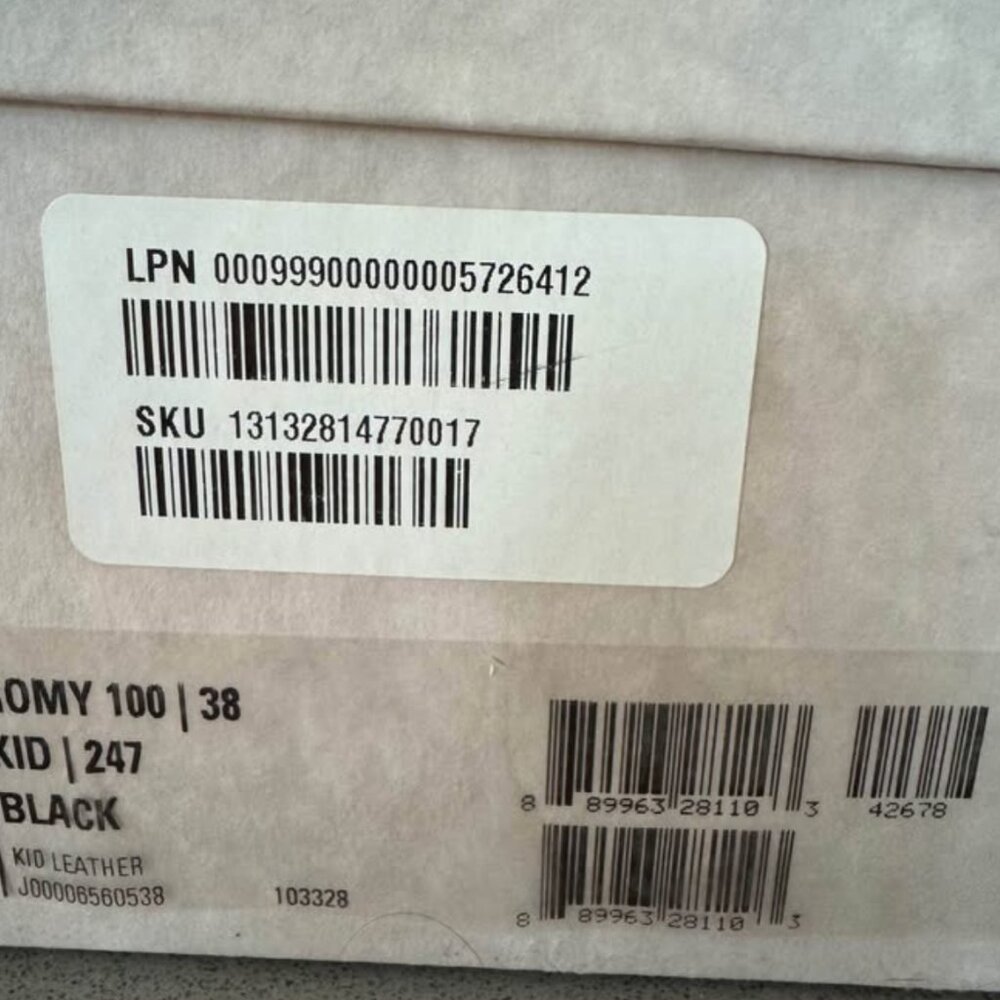 LPN 00099900000005726412
SKU 13132814770017
OMY 100 | 38
KID | 247
BLACK
KID LEATHER
J00006560538
103328
8 89963 28110 3
42678
8 89963 28110 3